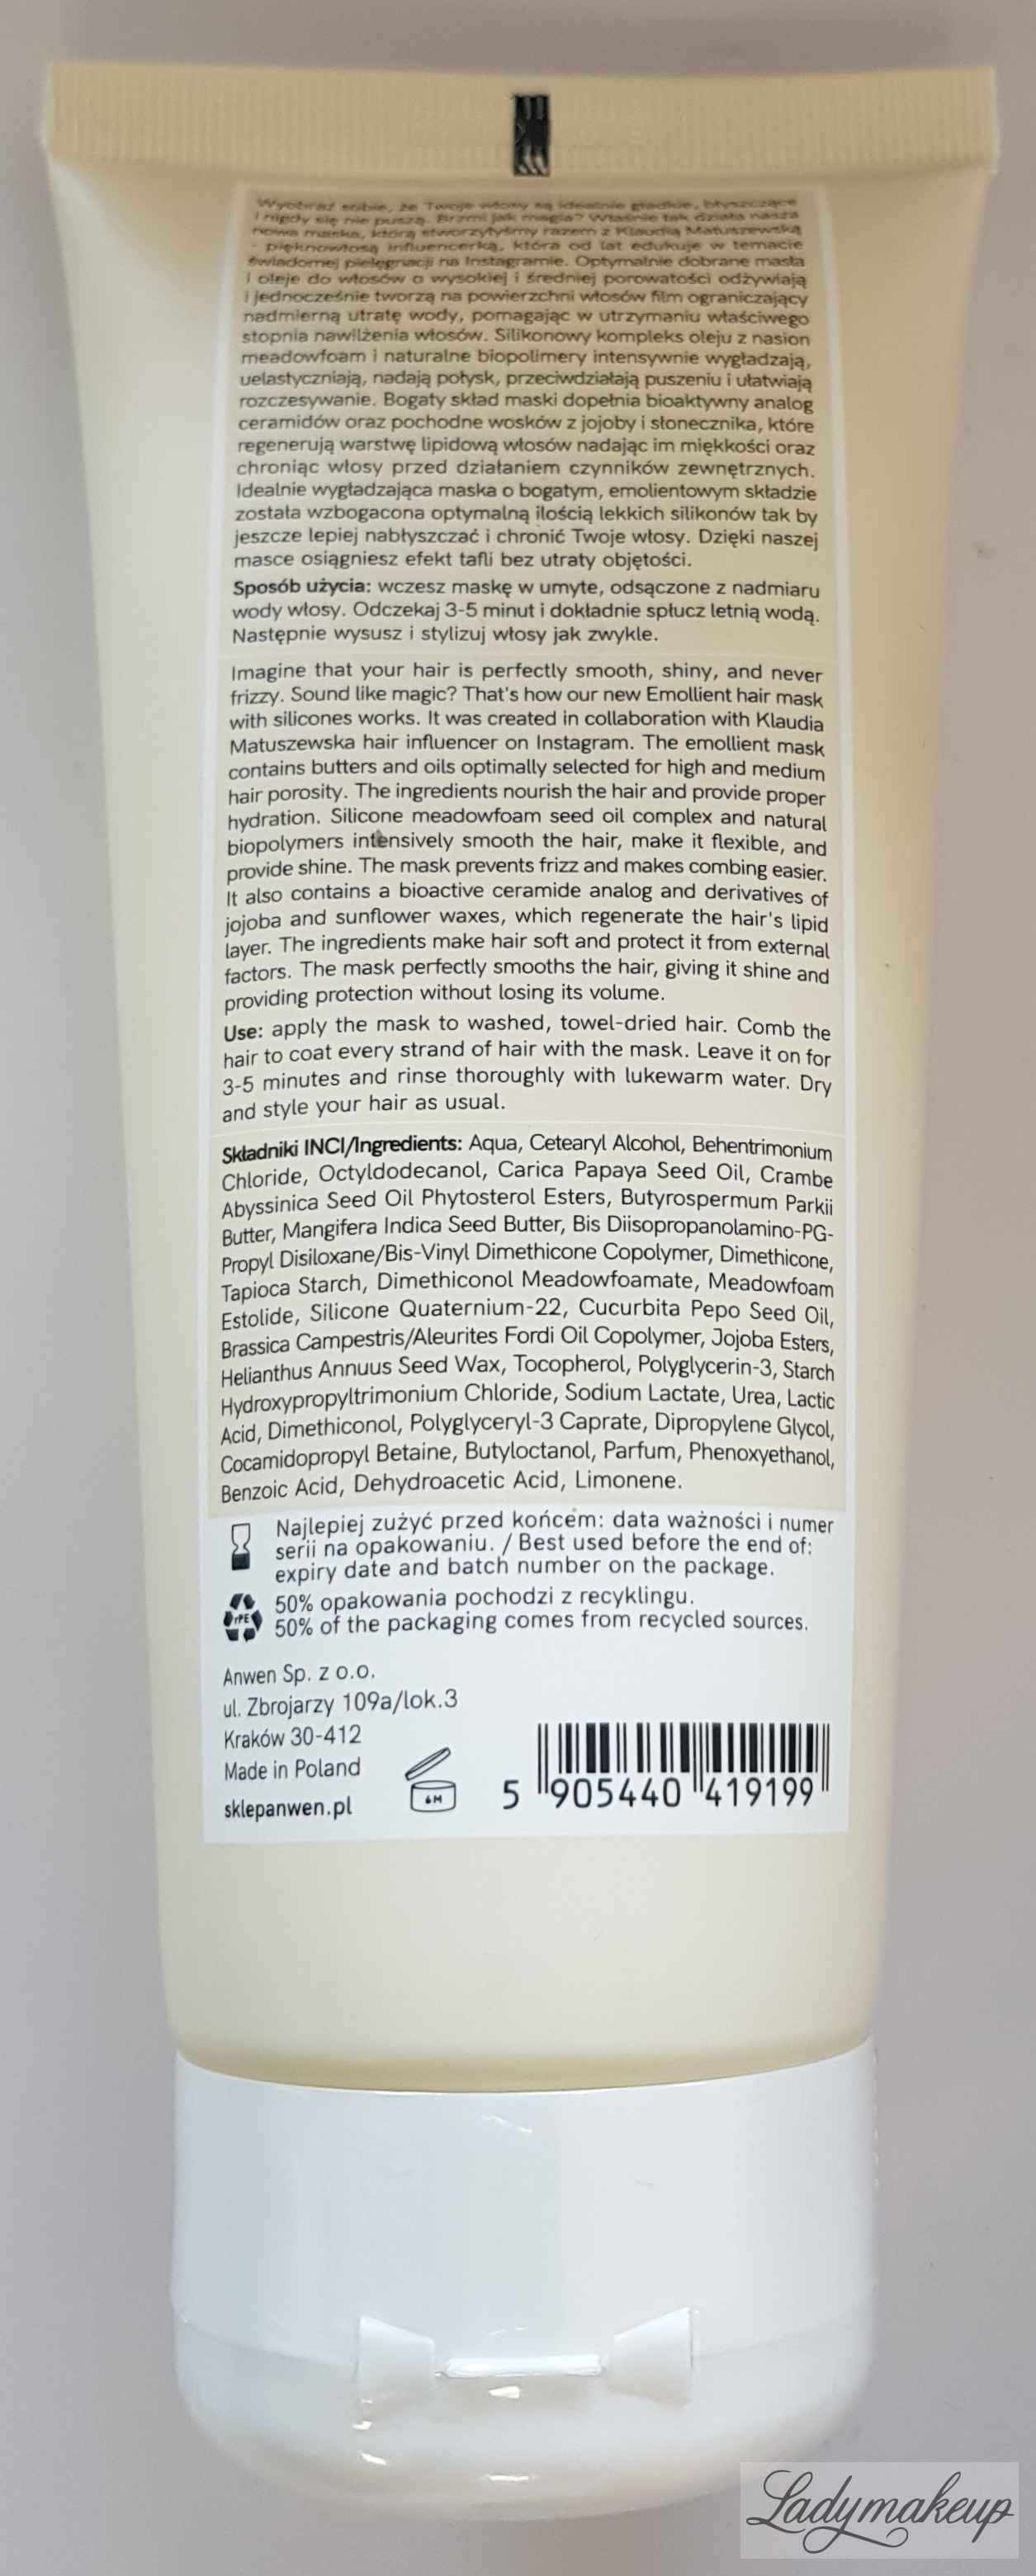 Wyobraź sobie, że Twoje włosy są idealnie gładkie, błyszczące
i nigdy się nie puszą. Brzmi jak magia? Właśnie tak działa nasza
nowa maska, którą stworzyłyśmy razem z Klaudią Matuszewską
- pięknowłosą influencerką, która od lat edukuje w temacie
świadomej pielęgnacji na Instagramie. Optymalnie dobrane masła
i oleje do włosów o wysokiej i średniej porowatości odżywiają
i jednocześnie tworzą na powierzchni włosów film ograniczający
nadmierną utratę wody, pomagając w utrzymaniu właściwego
stopnia nawilżenia włosów. Silikonowy kompleks oleju z nasion
meadowfoam i naturalne biopolimery intensywnie wygładzają,
uelastyczniają, nadają połysk, przeciwdziałają puszeniu i ułatwiają
rozczesywanie. Bogaty skład maski dopełnia bioaktywny analog
ceramidów oraz pochodne wosków z jojoby i słonecznika, które
regenerują warstwę lipidową włosów nadając im miękkości oraz
chroniąc włosy przed działaniem czynników zewnętrznych.
Idealnie wygładzająca maska o bogatym, emolientowym składzie
została wzbogacona optymalną ilością lekkich silikonów tak by
jeszcze lepiej nabłyszczać i chronić Twoje włosy. Dzięki naszej
masce osiągniesz efekt tafli bez utraty objętości.
Sposób użycia: wczesz maskę w umyte, odsączone z nadmiaru
wody włosy. Odczekaj 3-5 minut i dokładnie spłucz letnią wodą.
Następnie wysusz i stylizuj włosy jak zwykle.
Imagine that your hair is perfectly smooth, shiny, and never
frizzy. Sound like magic? That's how our new Emollient hair mask
with silicones works. It was created in collaboration with Klaudia
Matuszewska hair influencer on Instagram. The emollient mask
contains butters and oils optimally selected for high and medium
hair porosity. The ingredients nourish the hair and provide proper
hydration. Silicone meadowfoam seed oil complex and natural
biopolymers intensively smooth the hair, make it flexible, and
provide shine. The mask prevents frizz and makes combing easier.
It also contains a bioactive ceramide analog and derivatives of
jojoba and sunflower waxes, which regenerate the hair's lipid
layer. The ingredients make hair soft and protect it from external
factors. The mask perfectly smooths the hair, giving it shine and
providing protection without losing its volume.
Use: apply the mask to washed, towel-dried hair. Comb the
hair to coat every strand of hair with the mask. Leave it on for
3-5 minutes and rinse thoroughly with lukewarm water. Dry
and style your hair as usual.
Składniki INCI/Ingredients: Aqua, Cetearyl Alcohol, Behentrimonium
Chloride, Octyldodecanol, Carica Papaya Seed Oil, Crambe
Abyssinica Seed Oil Phytosterol Esters, Butyrospermum Parkii
Butter, Mangifera Indica Seed Butter, Bis Diisopropanolamino-PG-
Propyl Disiloxane/Bis-Vinyl Dimethicone Copolymer, Dimethicone,
Tapioca Starch, Dimethiconol Meadowfoamate, Meadowfoam
Estolide, Silicone Quaternium-22, Cucurbita Pepo Seed Oil,
Brassica Campestris/Aleurites Fordi Oil Copolymer, Jojoba Esters,
Helianthus Annuus Seed Wax, Tocopherol, Polyglycerin-3, Starch
Hydroxypropyltrimonium Chloride, Sodium Lactate, Urea, Lactic
Acid, Dimethiconol, Polyglyceryl-3 Caprate, Dipropylene Glycol,
Cocamidopropyl Betaine, Butyloctanol, Parfum, Phenoxyethanol,
Benzoic Acid, Dehydroacetic Acid, Limonene.
Najlepiej zużyć przed końcem: data ważności i numer
serii na opakowaniu. / Best used before the end of:
expiry date and batch number on the package.
rPE
50% opakowania pochodzi z recyklingu.
50% of the packaging comes from recycled sources.
Anwen Sp. z o.o.
ul. Zbrojarzy 109a/lok.3
Kraków 30-412
Made in Poland
sklepanwen.pl
6M
5 905440 419199
Ladymakeup